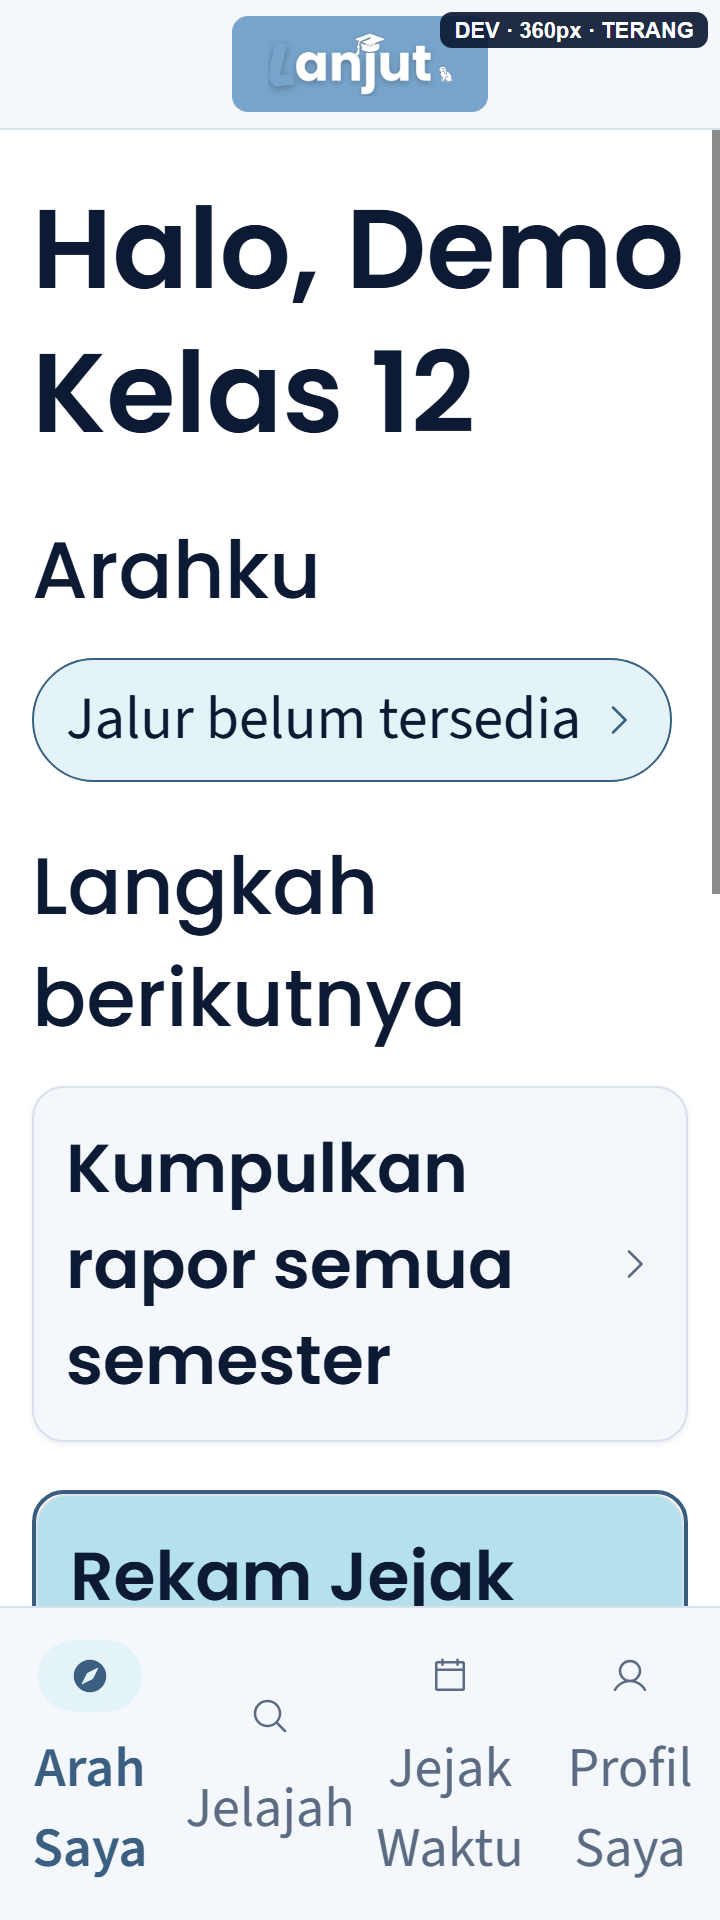 Lanjut
DEV · 360px · TERANG
Halo, Demo
Kelas 12
Arahku
Jalur belum tersedia
Langkah
berikutnya
Kumpulkan
rapor semua
semester
Rekam Jejak
Arah
Saya
Jelajah
Jejak
Waktu
Profil
Saya